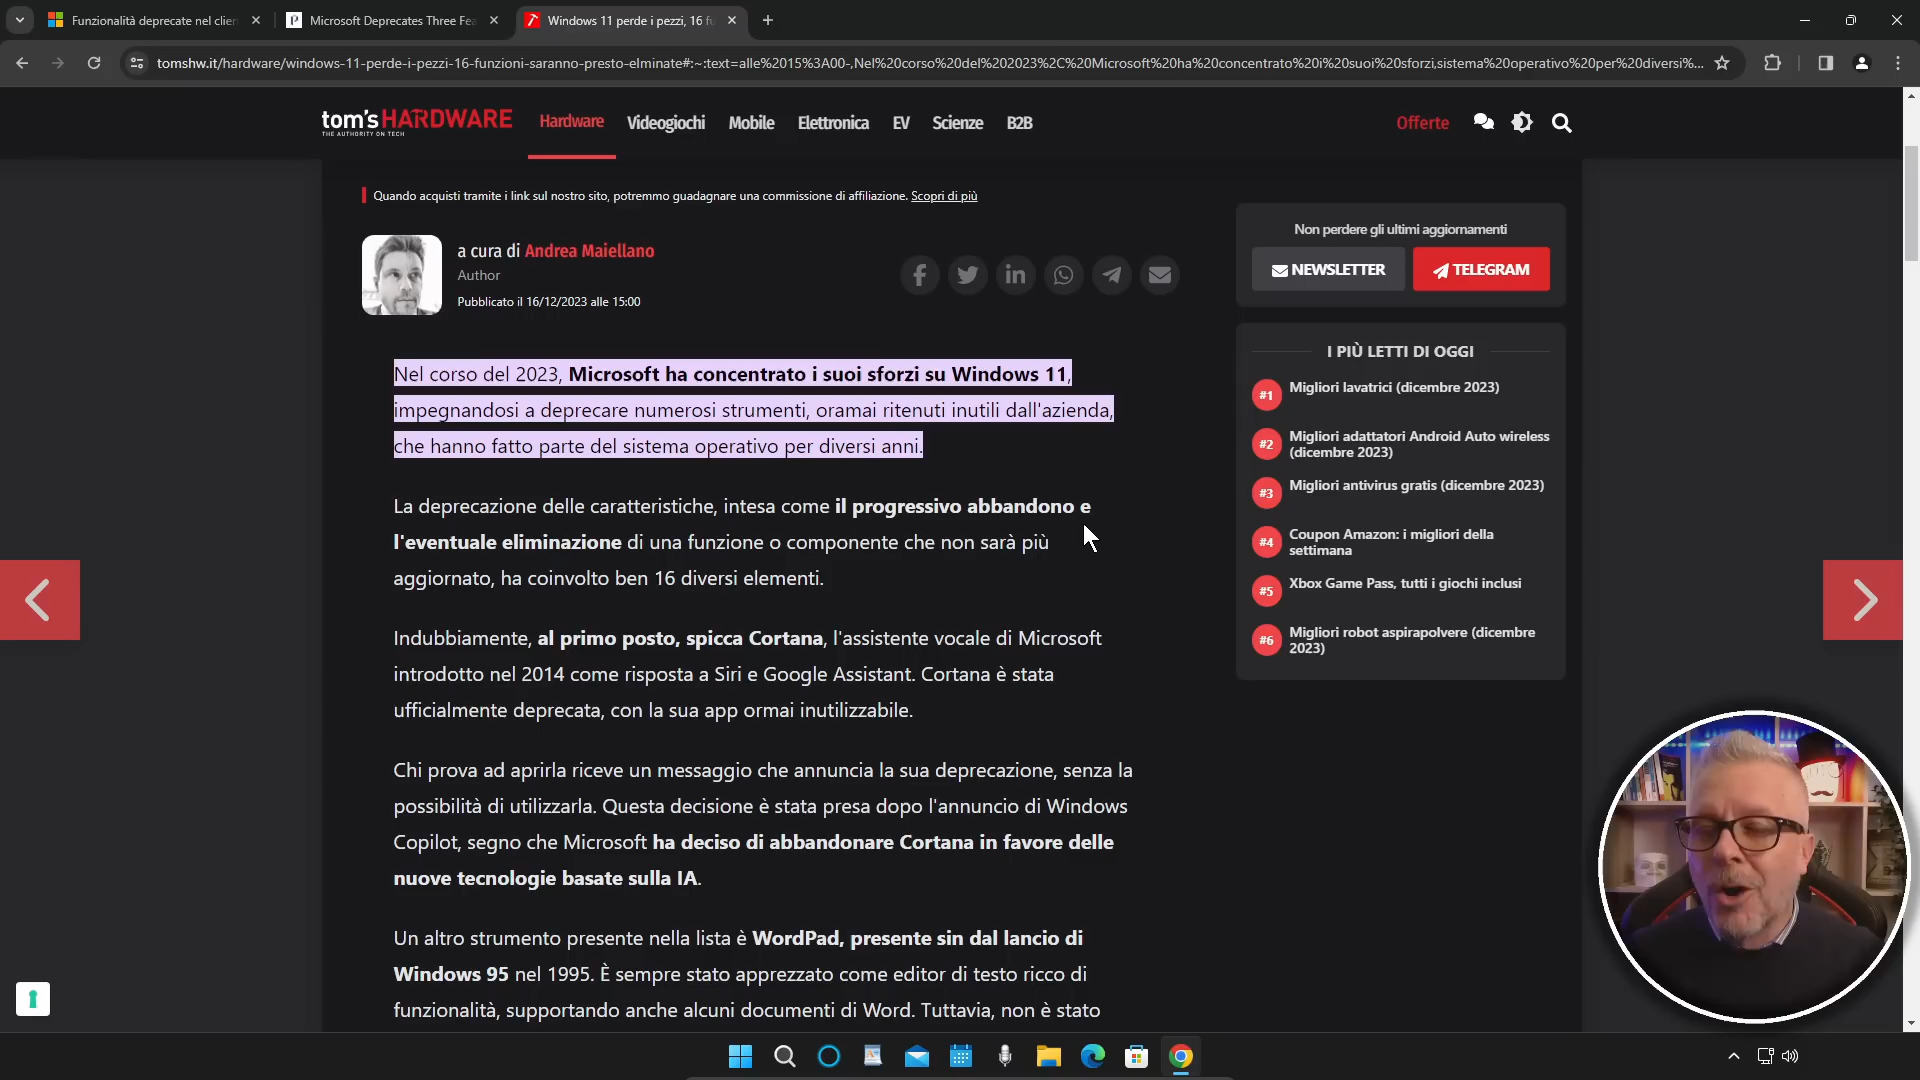 Funzionalità deprecate nel clien
Microsoft Deprecates Three Fea
Windows 11 perde i pezzi, 16 fu
tomshw.it/hardware/windows-11-perde-i-pezzi-16-funzioni-saranno-presto-elminate#:~:text=alle%2015%3A00-,Nel%20corso%20del%202023%2C%20Microsoft%20ha%20concentrato%20i%20suoi%20sforzi,sistema%20operativo%20per%20diversi%...
tom's HARDWARE
THE AUTHORITY ON TECH
Hardware
Videogiochi
Mobile
Elettronica
EV
Scienze
B2B
Offerte
Quando acquisti tramite i link sul nostro sito, potremmo guadagnare una commissione di affiliazione. Scopri di più
a cura di Andrea Maiellano
Author
Pubblicato il 16/12/2023 alle 15:00
Nel corso del 2023, Microsoft ha concentrato i suoi sforzi su Windows 11,
impegnandosi a deprecare numerosi strumenti, oramai ritenuti inutili dall'azienda,
che hanno fatto parte del sistema operativo per diversi anni.
La deprecazione delle caratteristiche, intesa come il progressivo abbandono e
l'eventuale eliminazione di una funzione o componente che non sarà più
aggiornato, ha coinvolto ben 16 diversi elementi.
Indubbiamente, al primo posto, spicca Cortana, l'assistente vocale di Microsoft
introdotto nel 2014 come risposta a Siri e Google Assistant. Cortana è stata
ufficialmente deprecata, con la sua app ormai inutilizzabile.
Chi prova ad aprirla riceve un messaggio che annuncia la sua deprecazione, senza la
possibilità di utilizzarla. Questa decisione è stata presa dopo l'annuncio di Windows
Copilot, segno che Microsoft ha deciso di abbandonare Cortana in favore delle
nuove tecnologie basate sulla IA.
Un altro strumento presente nella lista è WordPad, presente sin dal lancio di
Windows 95 nel 1995. È sempre stato apprezzato come editor di testo ricco di
funzionalità, supportando anche alcuni documenti di Word. Tuttavia, non è stato
Non perdere gli ultimi aggiornamenti
NEWSLETTER
TELEGRAM
I PIÙ LETTI DI OGGI
#1 Migliori lavatrici (dicembre 2023)
#2 Migliori adattatori Android Auto wireless
(dicembre 2023)
#3 Migliori antivirus gratis (dicembre 2023)
#4 Coupon Amazon: i migliori della
settimana
#5 Xbox Game Pass, tutti i giochi inclusi
#6 Migliori robot aspirapolvere (dicembre
2023)